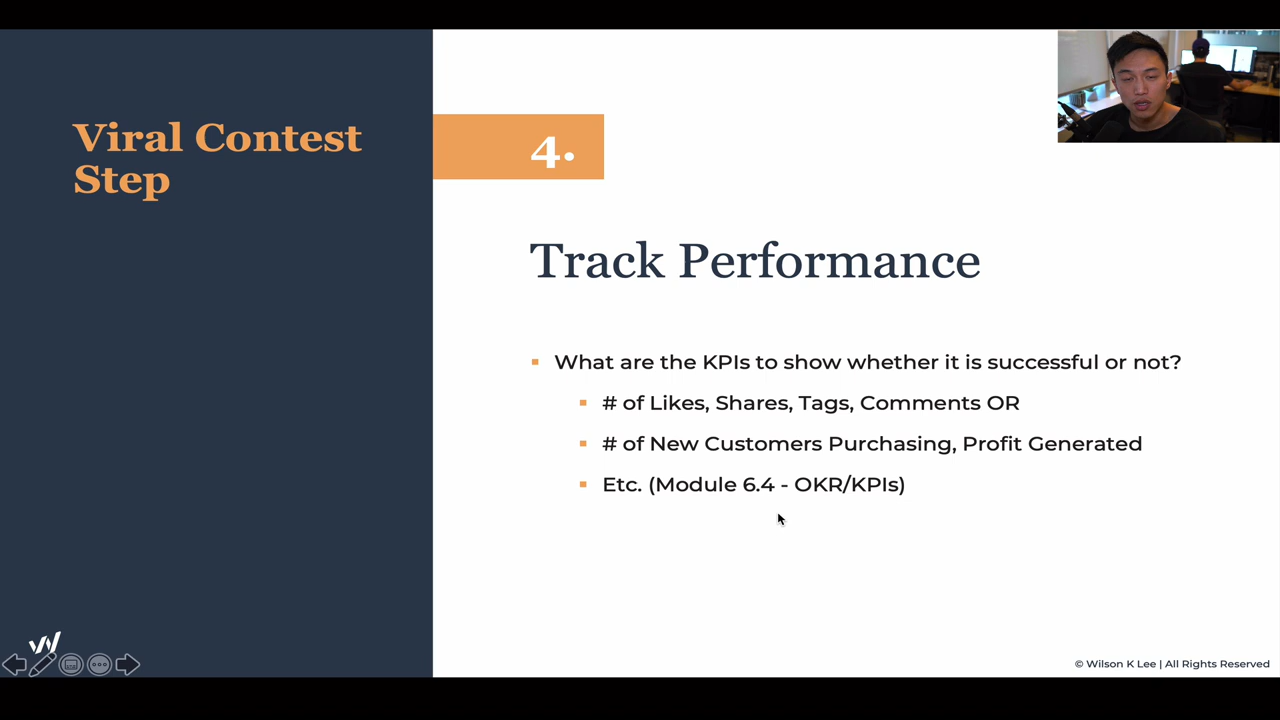 Viral Contest
Step
4.
Track Performance
What are the KPIs to show whether it is successful or not?
# of Likes, Shares, Tags, Comments OR
# of New Customers Purchasing, Profit Generated
Etc. (Module 6.4 - OKR/KPIs)
© Wilson K Lee | All Rights Reserved